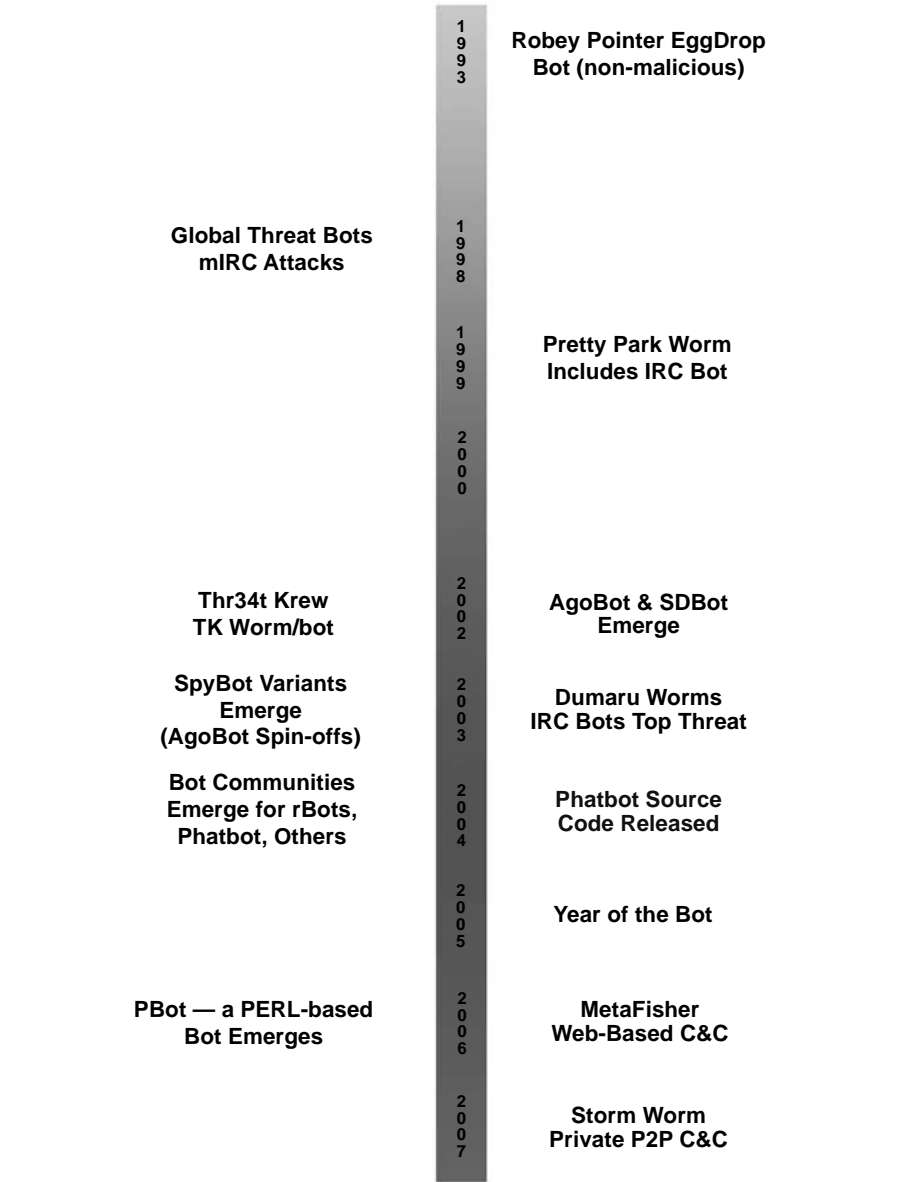 1993
Robey Pointer EggDrop
Bot (non-malicious)
Global Threat Bots
mIRC Attacks
1998
1999
Pretty Park Worm
Includes IRC Bot
2000
Thr34t Krew
TK Worm/bot
2002
AgoBot & SDBot
Emerge
SpyBot Variants
Emerge
(AgoBot Spin-offs)
2003
Dumaru Worms
IRC Bots Top Threat
Bot Communities
Emerge for rBots,
Phatbot, Others
2004
Phatbot Source
Code Released
2005
Year of the Bot
PBot — a PERL-based
Bot Emerges
2006
MetaFisher
Web-Based C&C
2007
Storm Worm
Private P2P C&C